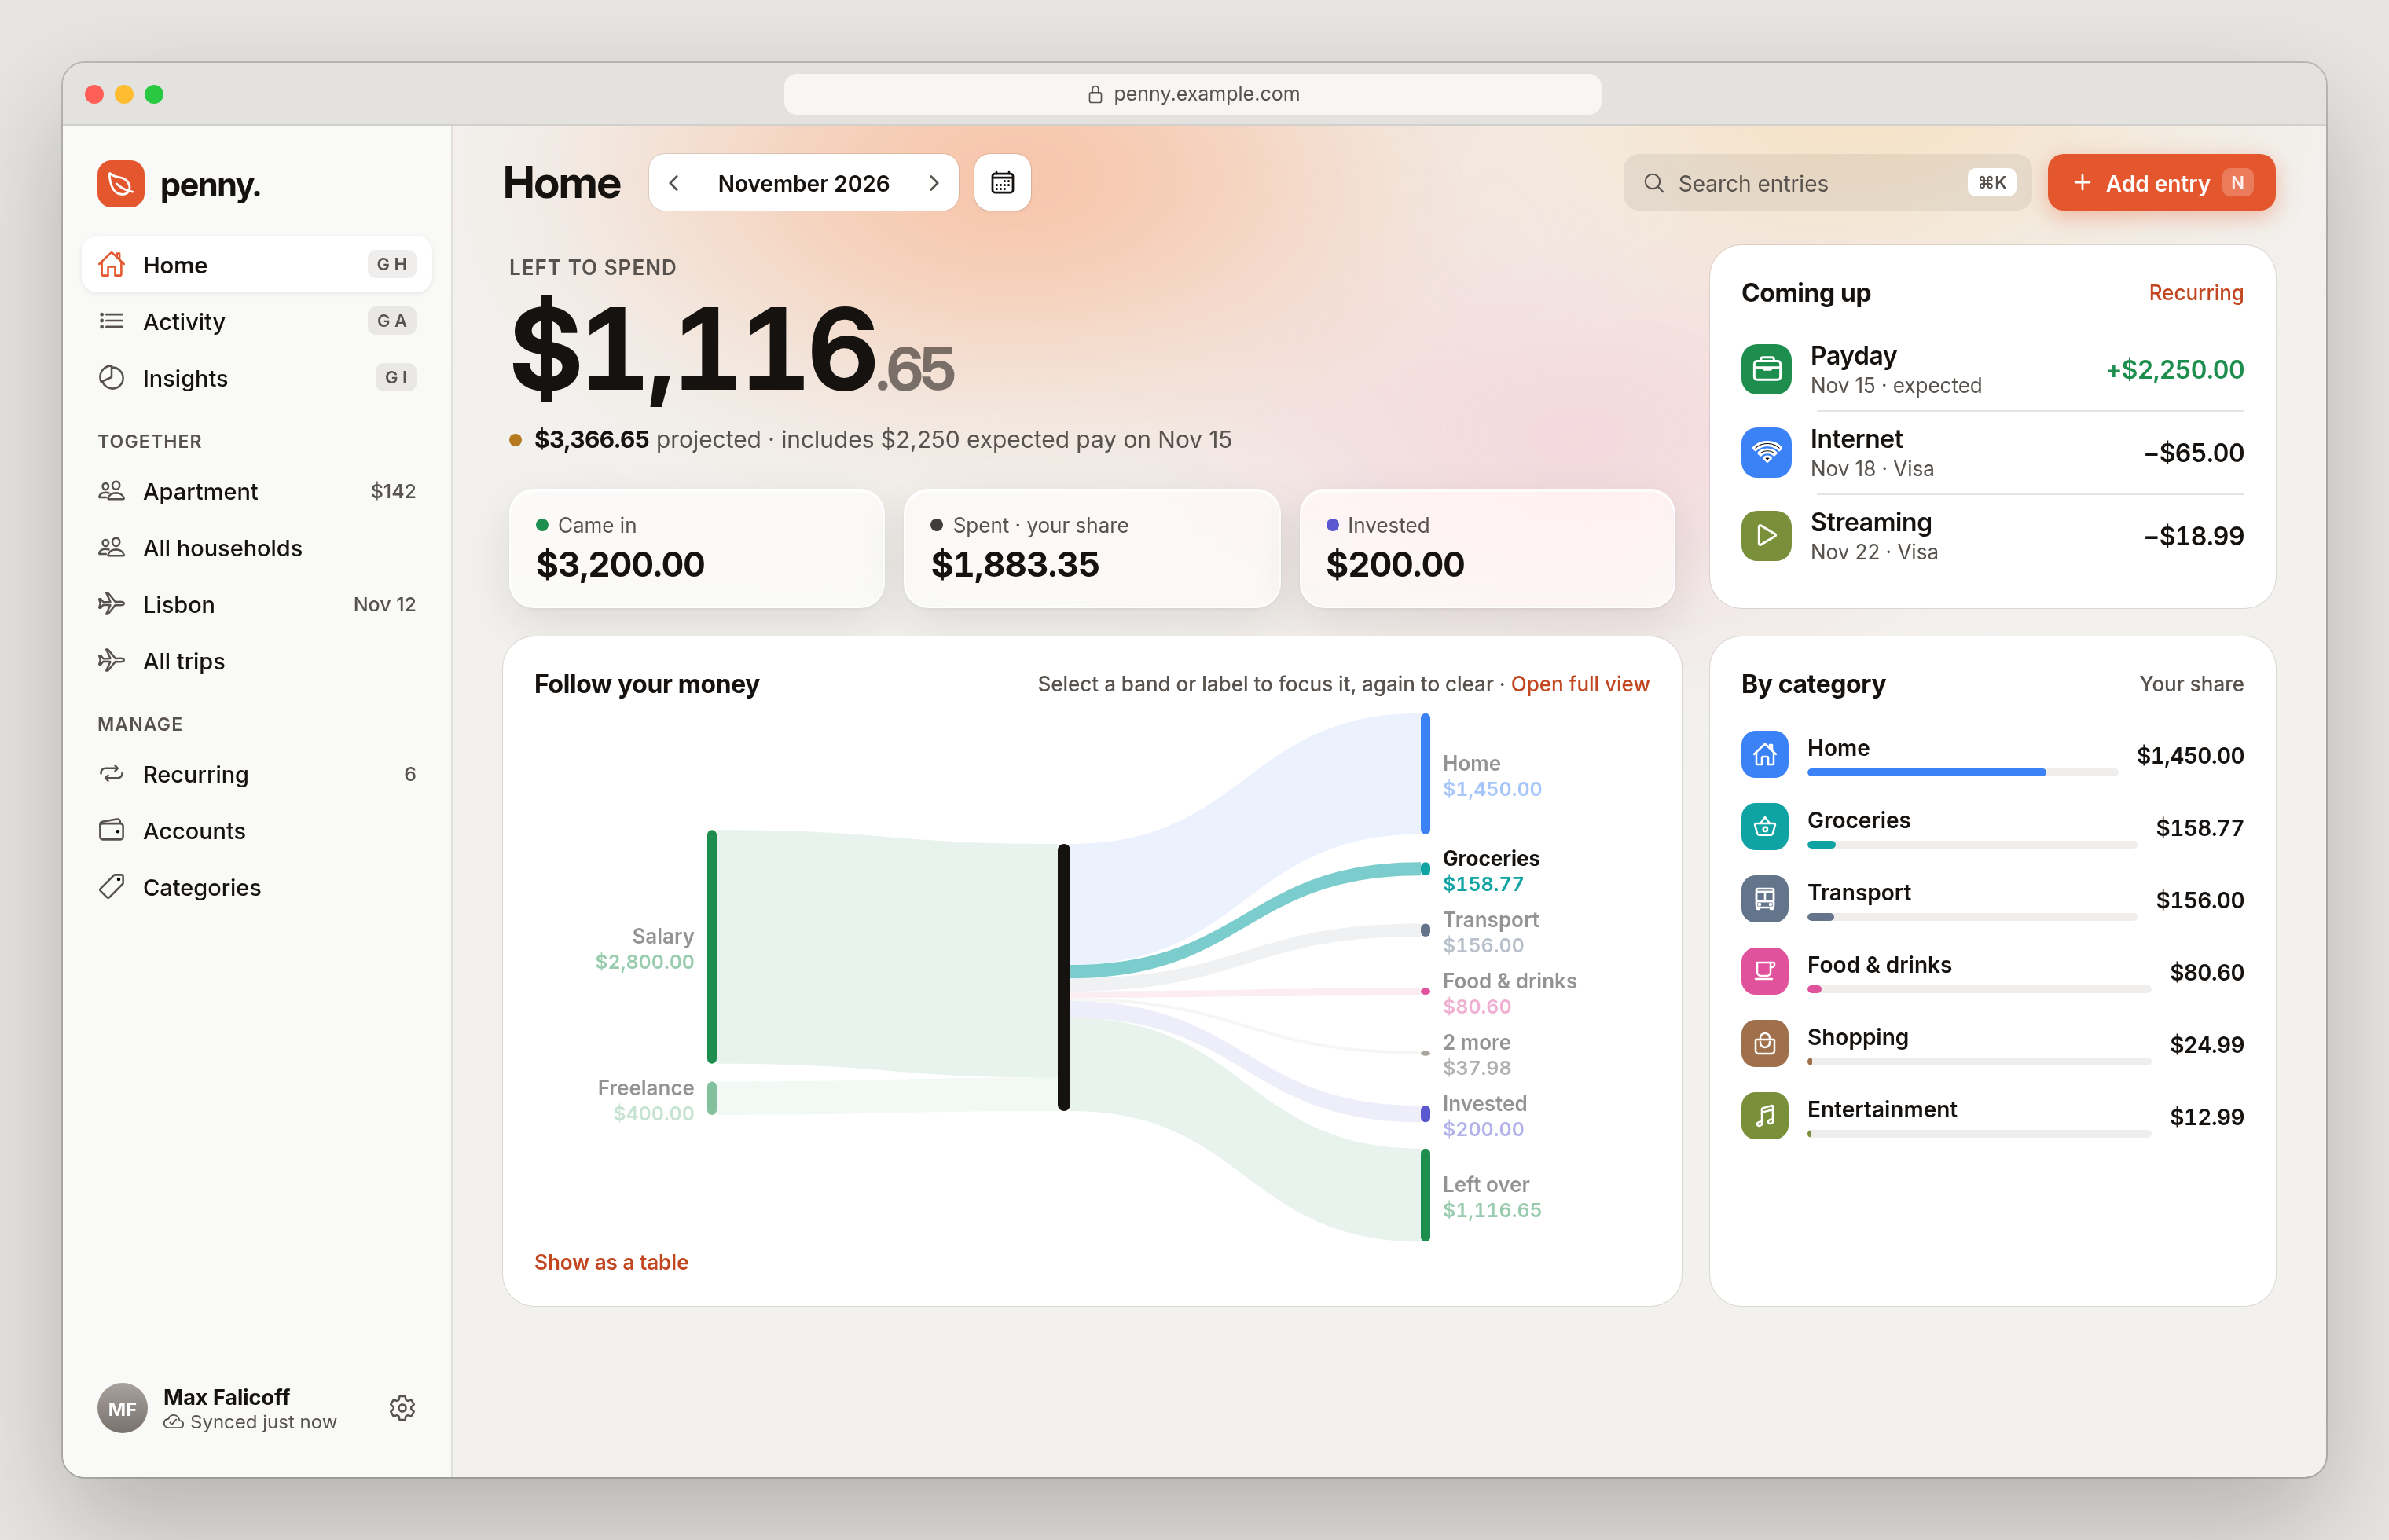 penny.example.com
penny.
Home G H
Activity G A
Insights G I
TOGETHER
Apartment $142
All households
Lisbon Nov 12
All trips
MANAGE
Recurring 6
Accounts
Categories
MF
Max Falicoff
Synced just now
Home
November 2026
Search entries ⌘K
+ Add entry N
LEFT TO SPEND
$1,116.65
$3,366.65 projected · includes $2,250 expected pay on Nov 15
Came in
$3,200.00
Spent · your share
$1,883.35
Invested
$200.00
Coming up Recurring
Payday
Nov 15 · expected
+$2,250.00
Internet
Nov 18 · Visa
−$65.00
Streaming
Nov 22 · Visa
−$18.99
Follow your money
Select a band or label to focus it, again to clear · Open full view
Salary
$2,800.00
Freelance
$400.00
Home
$1,450.00
Groceries
$158.77
Transport
$156.00
Food & drinks
$80.60
2 more
$37.98
Invested
$200.00
Left over
$1,116.65
Show as a table
By category Your share
Home $1,450.00
Groceries $158.77
Transport $156.00
Food & drinks $80.60
Shopping $24.99
Entertainment $12.99